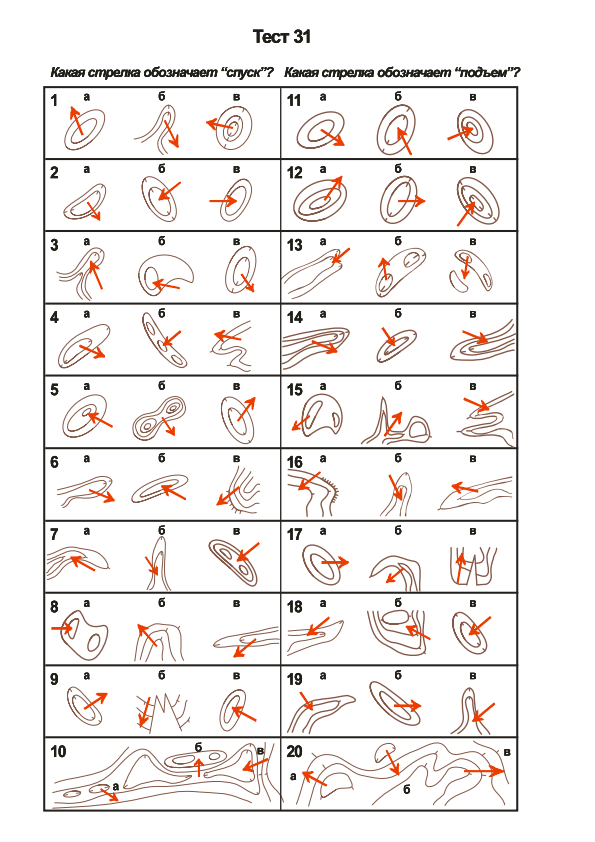 Тест 31
Какая стрелка обозначает “спуск”? Какая стрелка обозначает “подъем”?
1 а б в 11 а б в
2 а б в 12 а б в
3 а б в 13 а б в
4 а б в 14 а б в
5 а б в 15 а б в
6 а б в 16 а б в
7 а б в 17 а б в
8 а б в 18 а б в
9 а б в 19 а б в
10 а б в 20 а б в